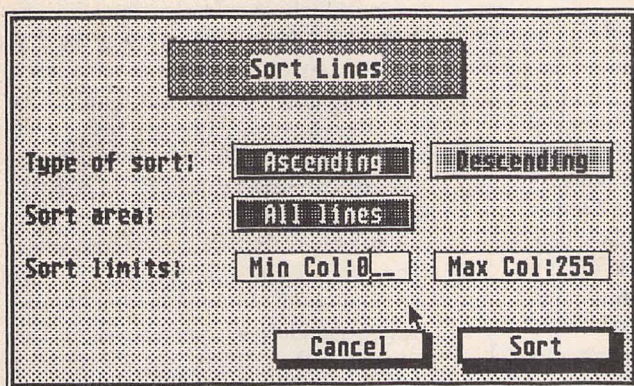 Sort Lines
Type of sort: Ascending Descending
Sort area: All lines
Sort limits: Min Col:0__ Max Col:255
Cancel Sort